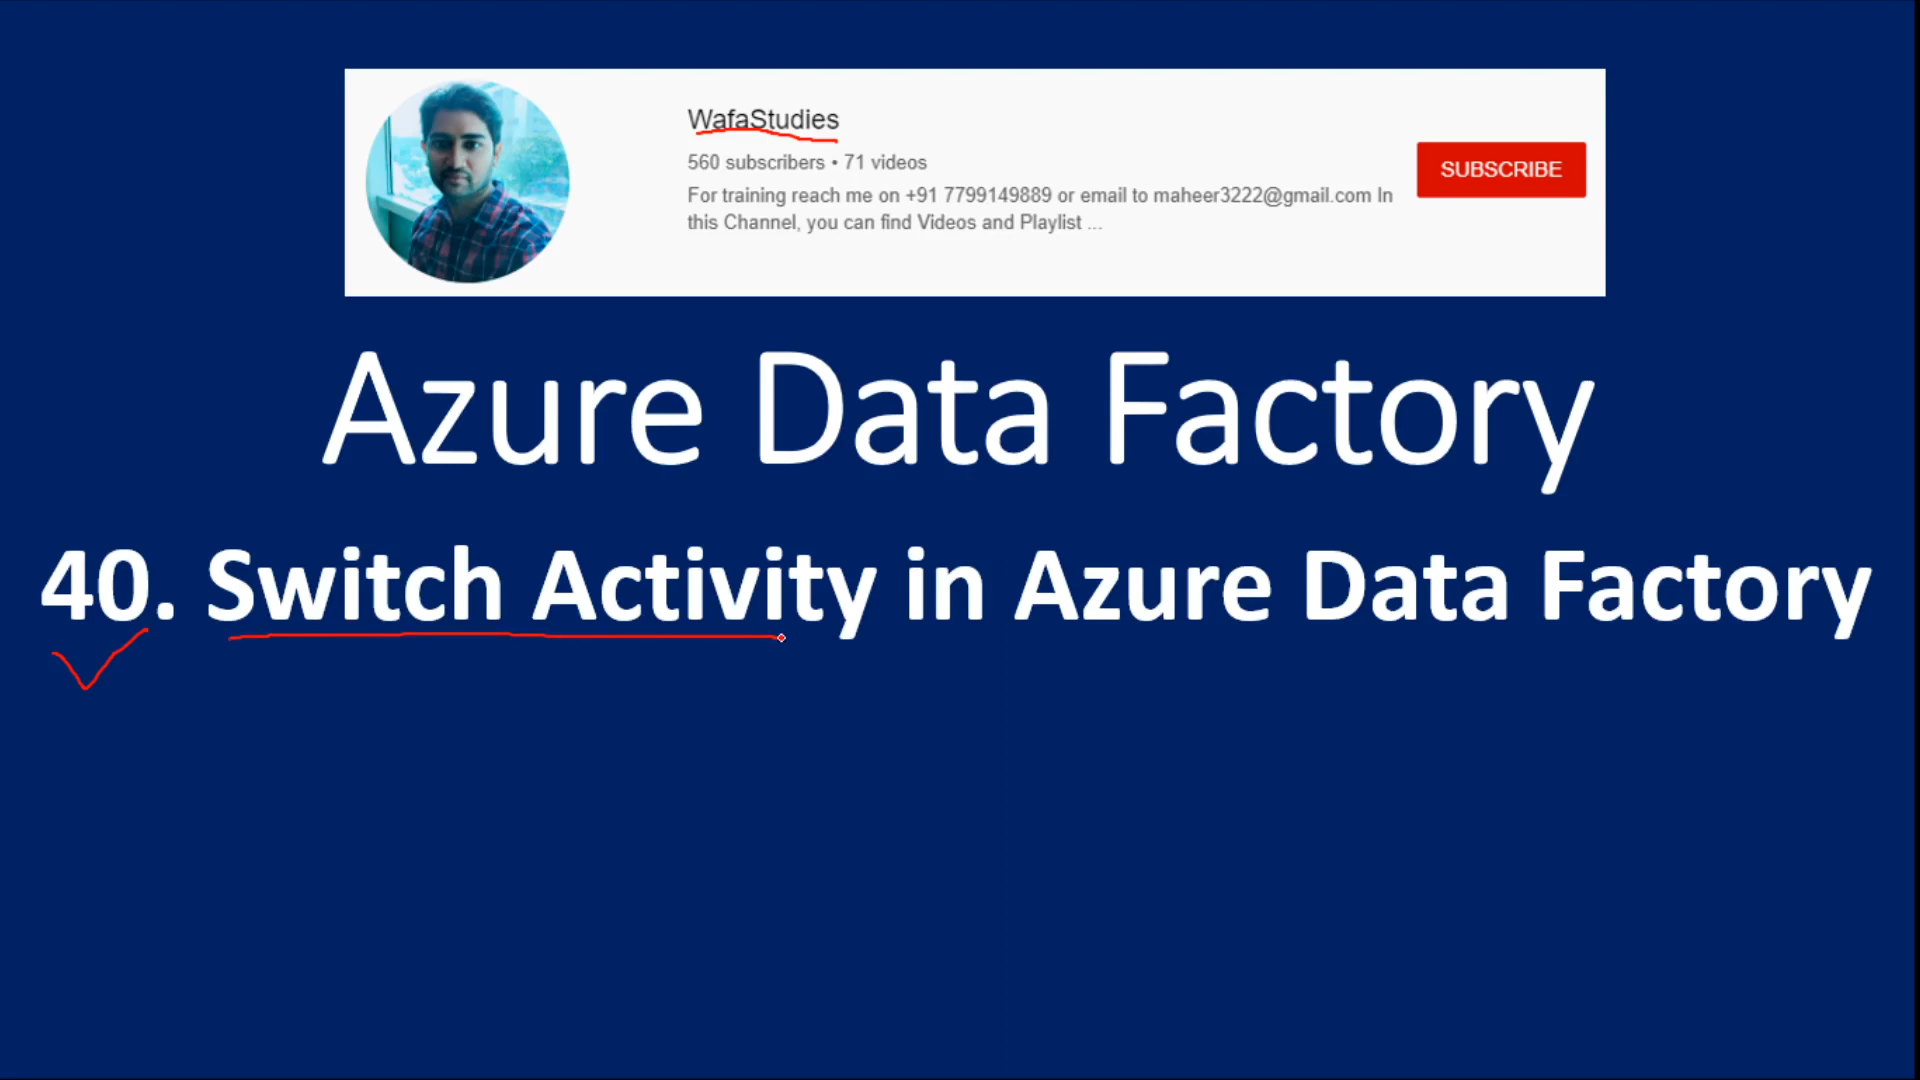 WafaStudies
560 subscribers • 71 videos
SUBSCRIBE
For training reach me on +91 7799149889 or email to maheer3222@gmail.com In
this Channel, you can find Videos and Playlist ...
Azure Data Factory
40. Switch Activity in Azure Data Factory